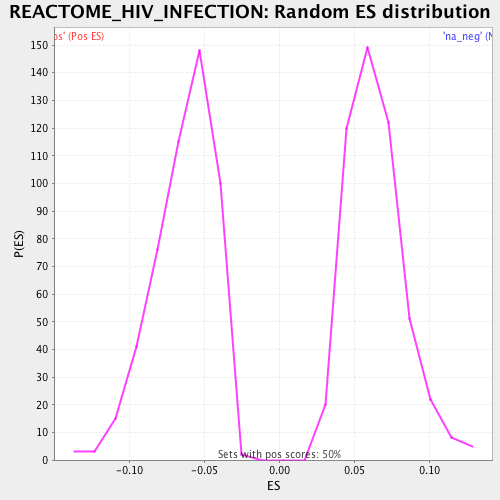 REACTOME_HIV_INFECTION: Random ES distribution
os' (Pos ES)
'na_neg' (N
150
140
130
120
110
100
90
80
70
60
50
40
30
20
10
0
P(ES)
Sets with pos scores: 50%
-0.10 -0.05 0.00 0.05 0.10
ES